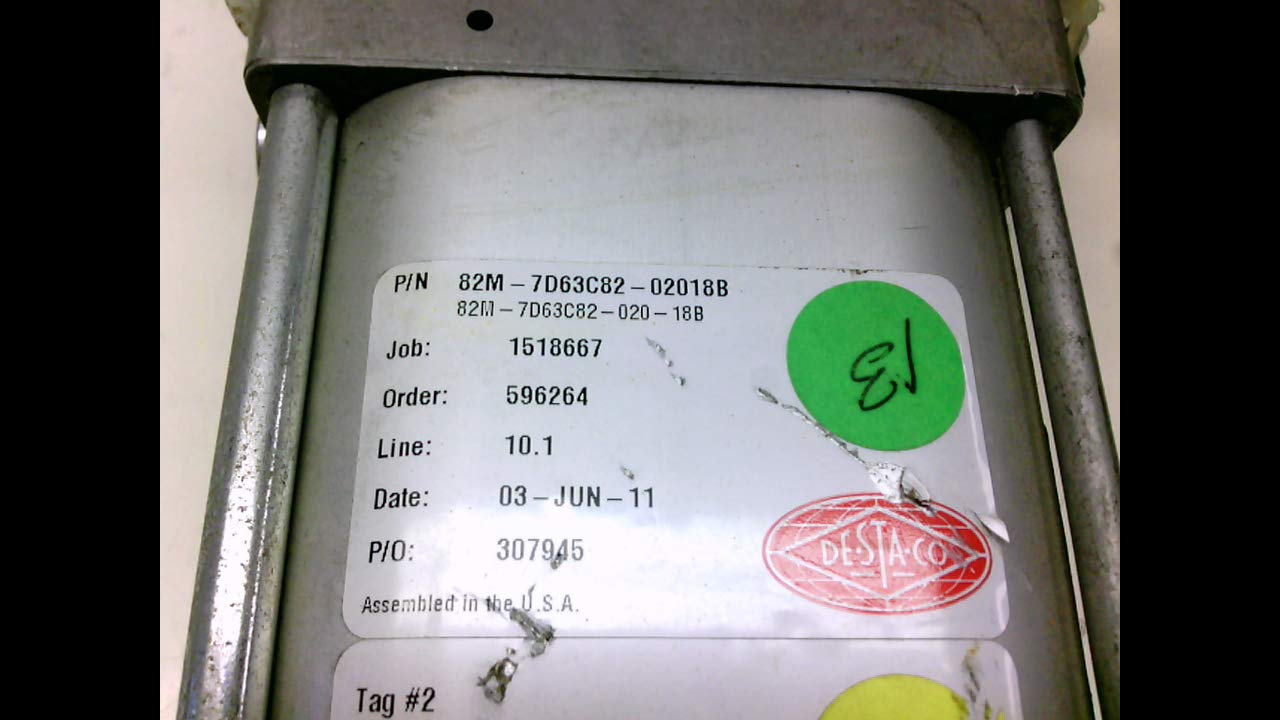 P/N 82M-7D63C82-02018B
82M-7D63C82-020-18B
Job: 1518667
Order: 596264
Line: 10.1
Date: 03-JUN-11
P/O: 307945
Assembled in the U.S.A.
DE-STA-CO
Tag #2